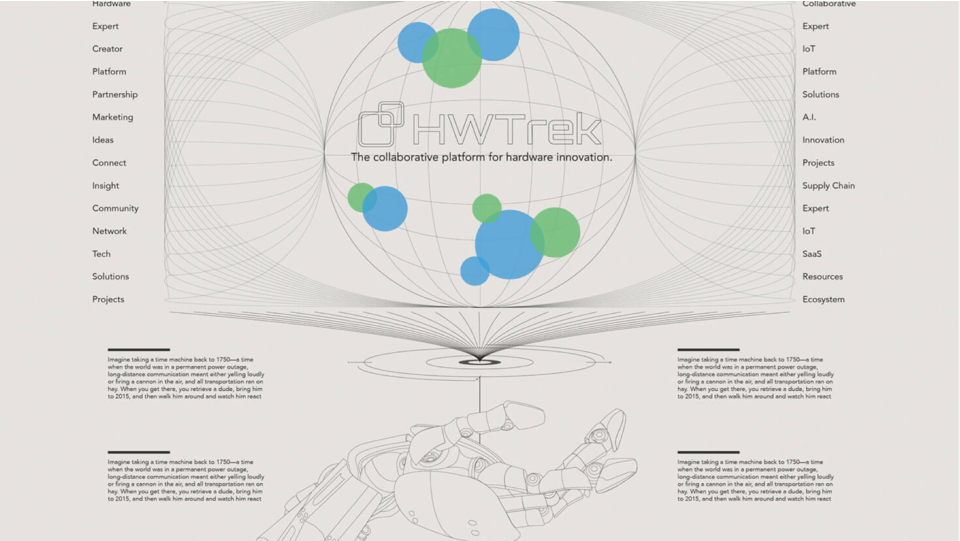 Hardware
Expert
Creator
Platform
Partnership
Marketing
Ideas
Connect
Insight
Community
Network
Tech
Solutions
Projects
HWTrek
The collaborative platform for hardware innovation.
Collaborative
Expert
IoT
Platform
Solutions
A.I.
Innovation
Projects
Supply Chain
Expert
IoT
SaaS
Resources
Ecosystem
Imagine taking a time machine back to 1750—a time
when the world was in a permanent power outage,
long-distance communication meant either yelling loudly
or firing a cannon in the air, and all transportation ran on
hay. When you get there, you retrieve a dude, bring him
to 2015, and then walk him around and watch him react
Imagine taking a time machine back to 1750—a time
when the world was in a permanent power outage,
long-distance communication meant either yelling loudly
or firing a cannon in the air, and all transportation ran on
hay. When you get there, you retrieve a dude, bring him
to 2015, and then walk him around and watch him react
Imagine taking a time machine back to 1750—a time
when the world was in a permanent power outage,
long-distance communication meant either yelling loudly
or firing a cannon in the air, and all transportation ran on
hay. When you get there, you retrieve a dude, bring him
to 2015, and then walk him around and watch him react
Imagine taking a time machine back to 1750—a time
when the world was in a permanent power outage,
long-distance communication meant either yelling loudly
or firing a cannon in the air, and all transportation ran on
hay. When you get there, you retrieve a dude, bring him
to 2015, and then walk him around and watch him react